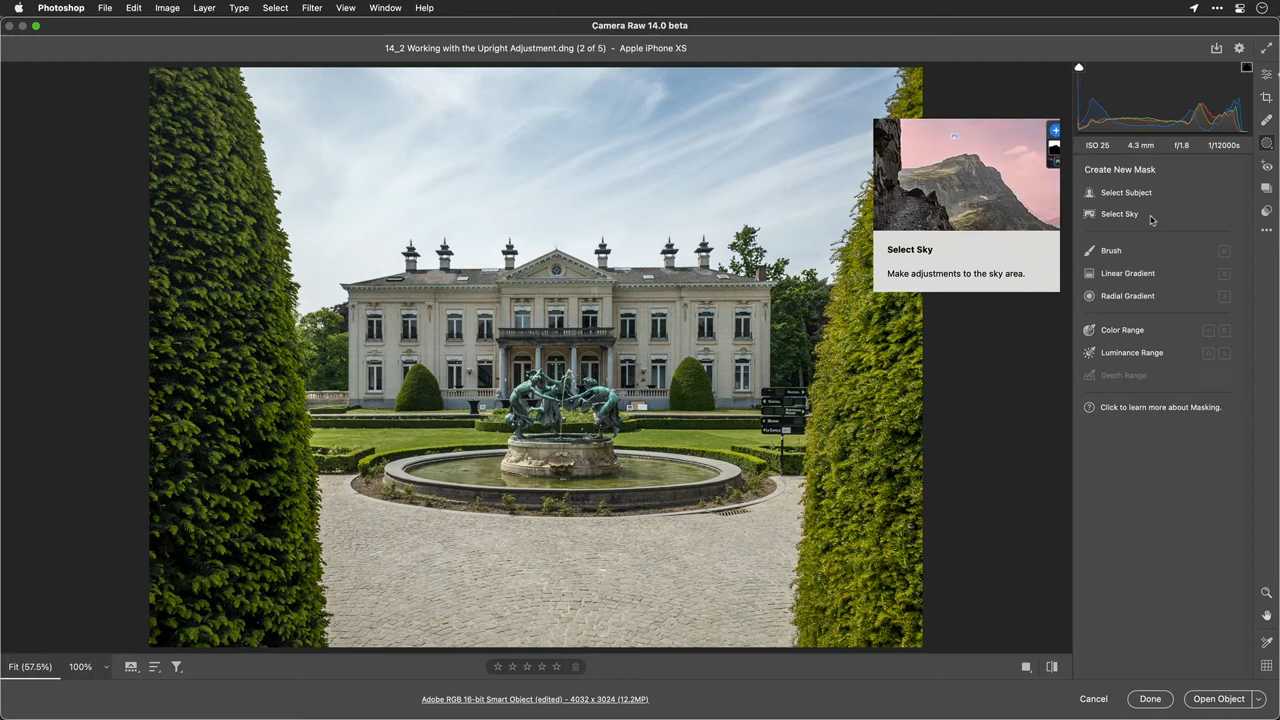 Photoshop File Edit Image Layer Type Select Filter View Window Help
Camera Raw 14.0 beta
14_2 Working with the Upright Adjustment.dng (2 of 5) - Apple iPhone XS
ISO 25 4.3 mm f/1.8 1/12000s
Create New Mask
Select Subject
Select Sky
Select Sky
Make adjustments to the sky area.
Brush K
Linear Gradient
Radial Gradient
Color Range
Luminance Range
Depth Range
Click to learn more about Masking.
Fit (57.5%) 100%
Adobe RGB 16-bit Smart Object (edited) - 4032 x 3024 (12.2MP)
Cancel Done Open Object